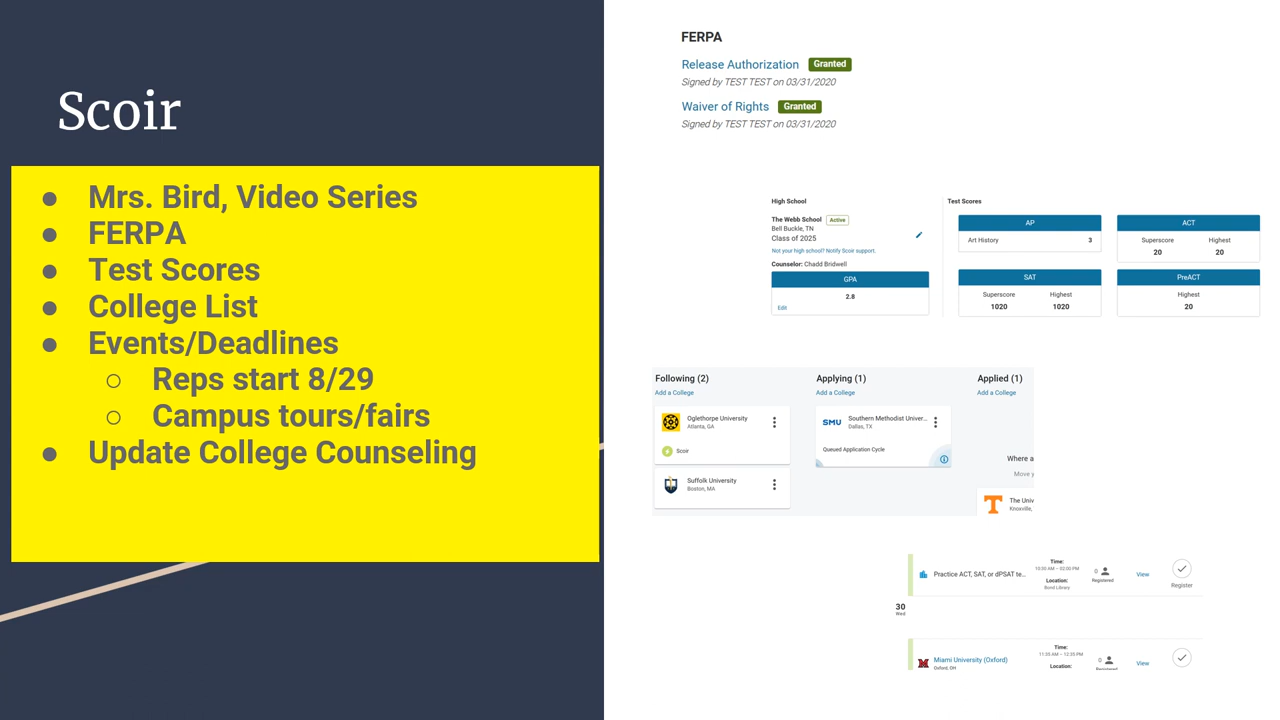 Scoir
● Mrs. Bird, Video Series
● FERPA
● Test Scores
● College List
● Events/Deadlines
○ Reps start 8/29
○ Campus tours/fairs
● Update College Counseling
FERPA
Release Authorization Granted
Signed by TEST TEST on 03/31/2020
Waiver of Rights Granted
Signed by TEST TEST on 03/31/2020
High School
The Webb School Active
Bell Buckle, TN
Class of 2025
Not your high school? Notify Scoir support.
Counselor: Chadd Bridwell
GPA
2.8
Edit
Test Scores
AP
Art History 3
ACT
Superscore Highest
20 20
SAT
Superscore Highest
1020 1020
PreACT
Highest
20
Following (2)
Add a College
Oglethorpe University
Atlanta, GA
Scoir
Suffolk University
Boston, MA
Applying (1)
Add a College
SMU Southern Methodist Univer...
Dallas, TX
Queued Application Cycle
Applied (1)
Add a College
Where a
Move y
T The Univ
Knoxville,
Practice ACT, SAT, or dPSAT te...
Time:
10:30 AM – 02:00 PM
Location:
Bond Library
0
Registered
View
Register
30
Wed
M Miami University (Oxford)
Oxford, OH
Time:
11:35 AM – 12:35 PM
Location:
0
Registered
View